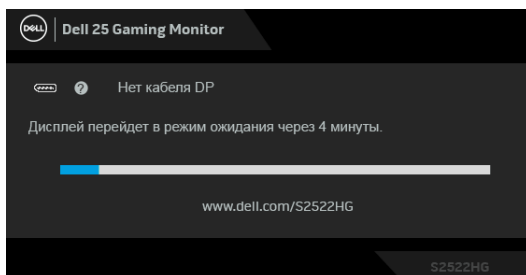 DELL
Dell 25 Gaming Monitor
? Нет кабеля DP
Дисплей перейдет в режим ожидания через 4 минуты.
www.dell.com/S2522HG
S2522HG